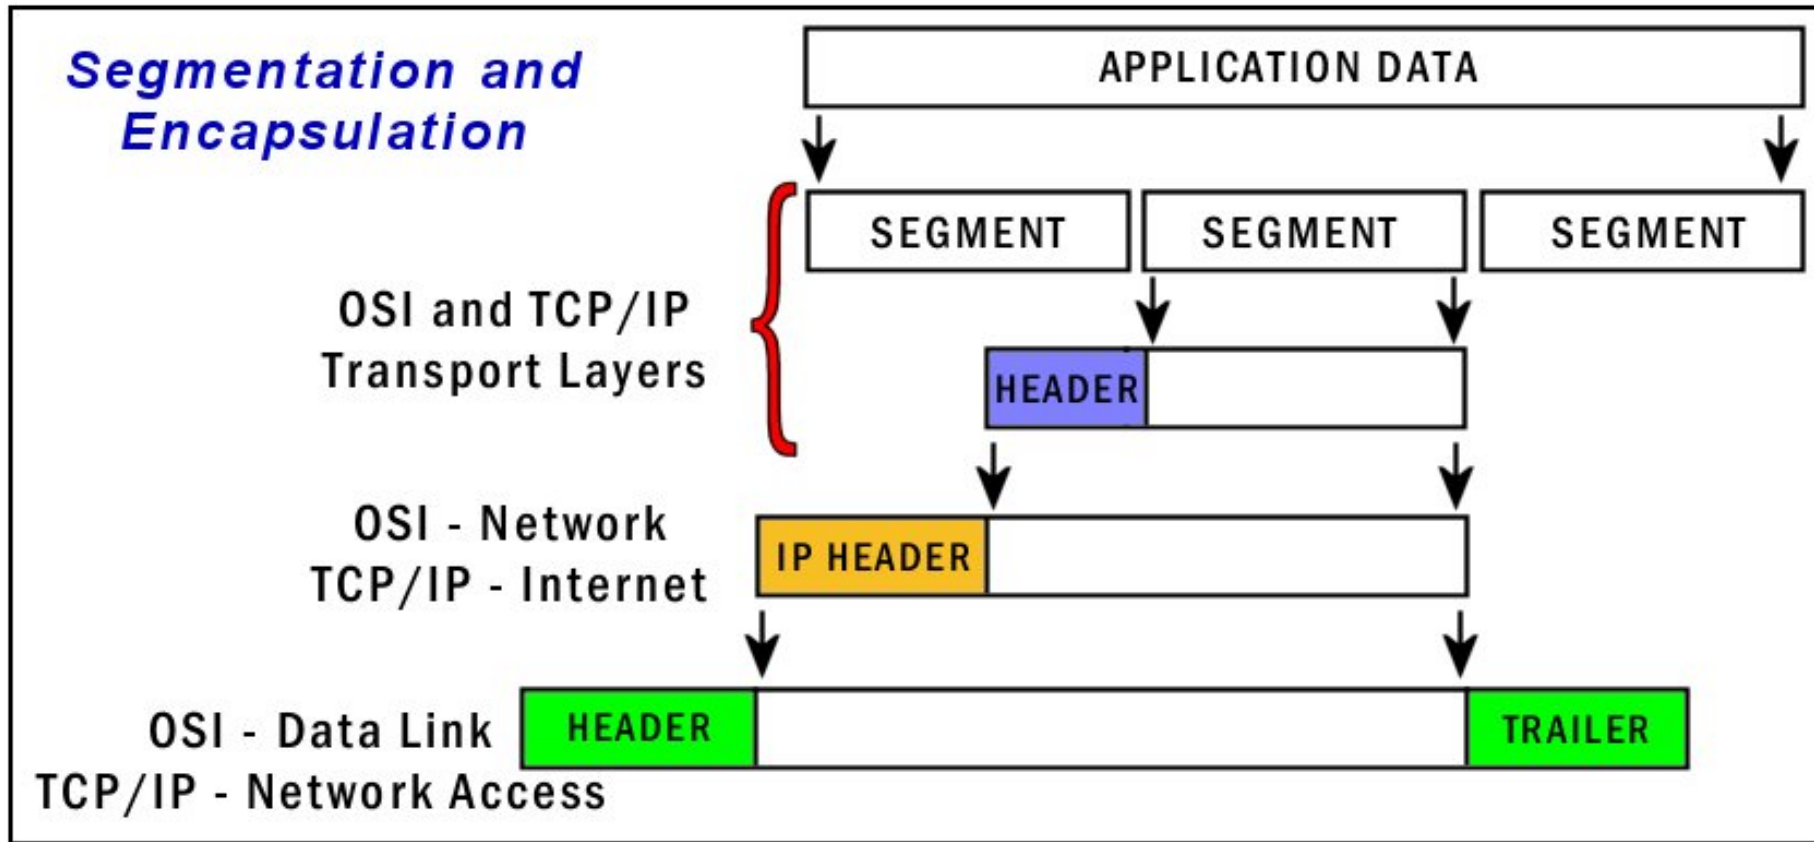 Segmentation and
Encapsulation
APPLICATION DATA
SEGMENT SEGMENT SEGMENT
OSI and TCP/IP
Transport Layers
HEADER
OSI - Network
TCP/IP - Internet
IP HEADER
OSI - Data Link
TCP/IP - Network Access
HEADER TRAILER